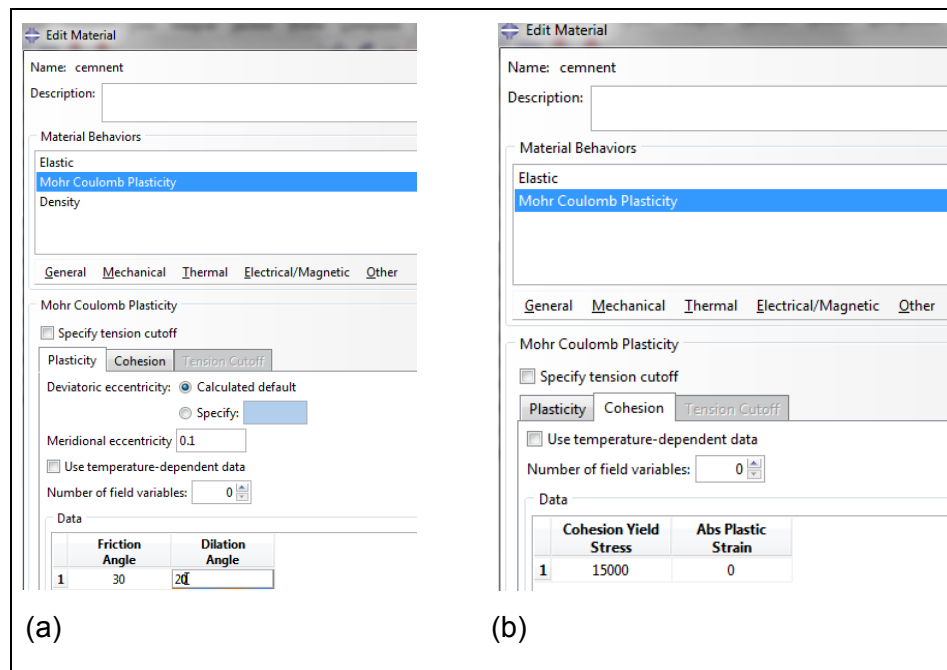 Edit Material
Name: cemnent
Description:
Material Behaviors
Elastic
Mohr Coulomb Plasticity
Density
General Mechanical Thermal Electrical/Magnetic Other
Mohr Coulomb Plasticity
Specify tension cutoff
Plasticity Cohesion Tension Cutoff
Deviatoric eccentricity: Calculated default
Specify:
Meridional eccentricity 0.1
Use temperature-dependent data
Number of field variables: 0
Data
Friction Angle Dilation Angle
1 30 20
(a)
Edit Material
Name: cemnent
Description:
Material Behaviors
Elastic
Mohr Coulomb Plasticity
General Mechanical Thermal Electrical/Magnetic Other
Mohr Coulomb Plasticity
Specify tension cutoff
Plasticity Cohesion Tension Cutoff
Use temperature-dependent data
Number of field variables: 0
Data
Cohesion Yield Stress Abs Plastic Strain
1 15000 0
(b)